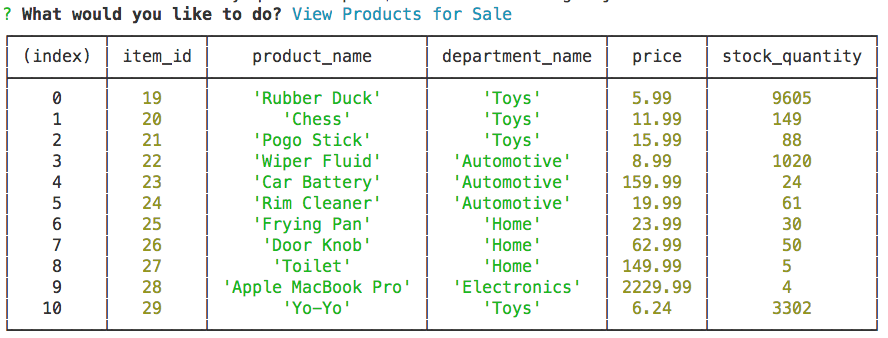 ? What would you like to do? View Products for Sale
(index) item_id product_name department_name price stock_quantity
0 19 'Rubber Duck' 'Toys' 5.99 9605
1 20 'Chess' 'Toys' 11.99 149
2 21 'Pogo Stick' 'Toys' 15.99 88
3 22 'Wiper Fluid' 'Automotive' 8.99 1020
4 23 'Car Battery' 'Automotive' 159.99 24
5 24 'Rim Cleaner' 'Automotive' 19.99 61
6 25 'Frying Pan' 'Home' 23.99 30
7 26 'Door Knob' 'Home' 62.99 50
8 27 'Toilet' 'Home' 149.99 5
9 28 'Apple MacBook Pro' 'Electronics' 2229.99 4
10 29 'Yo-Yo' 'Toys' 6.24 3302